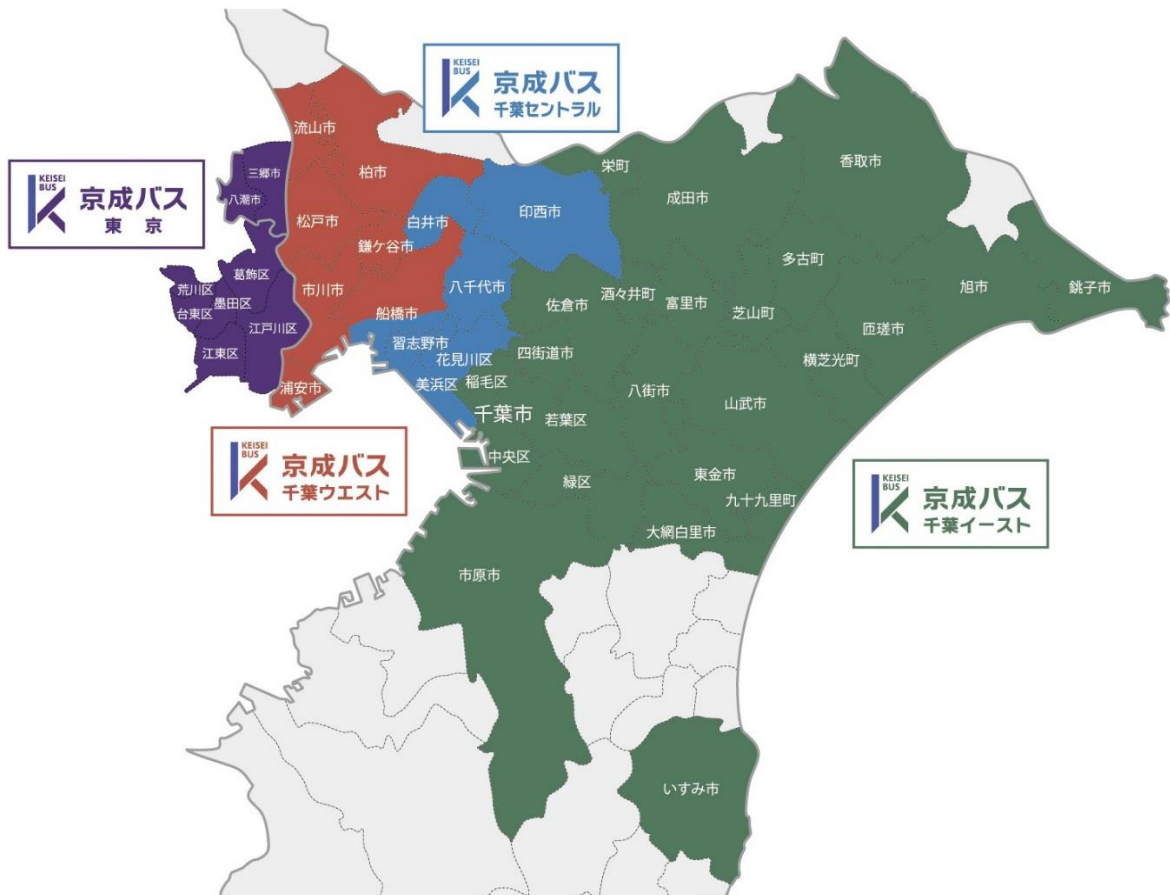 KEISEI
BUS
京成バス
千葉セントラル
KEISEI
BUS
京成バス
東京
KEISEI
BUS
京成バス
千葉ウエスト
KEISEI
BUS
京成バス
千葉イースト
三郷市
八潮市
葛飾区
荒川区
墨田区
台東区
江戸川区
江東区
流山市
柏市
松戸市
鎌ケ谷市
市川市
船橋市
浦安市
白井市
印西市
八千代市
習志野市
花見川区
美浜区
栄町
成田市
香取市
多古町
酒々井町
佐倉市
富里市
芝山町
旭市
銚子市
匝瑳市
横芝光町
四街道市
稲毛区
八街市
山武市
千葉市
若葉区
中央区
緑区
東金市
九十九里町
大網白里市
市原市
いすみ市